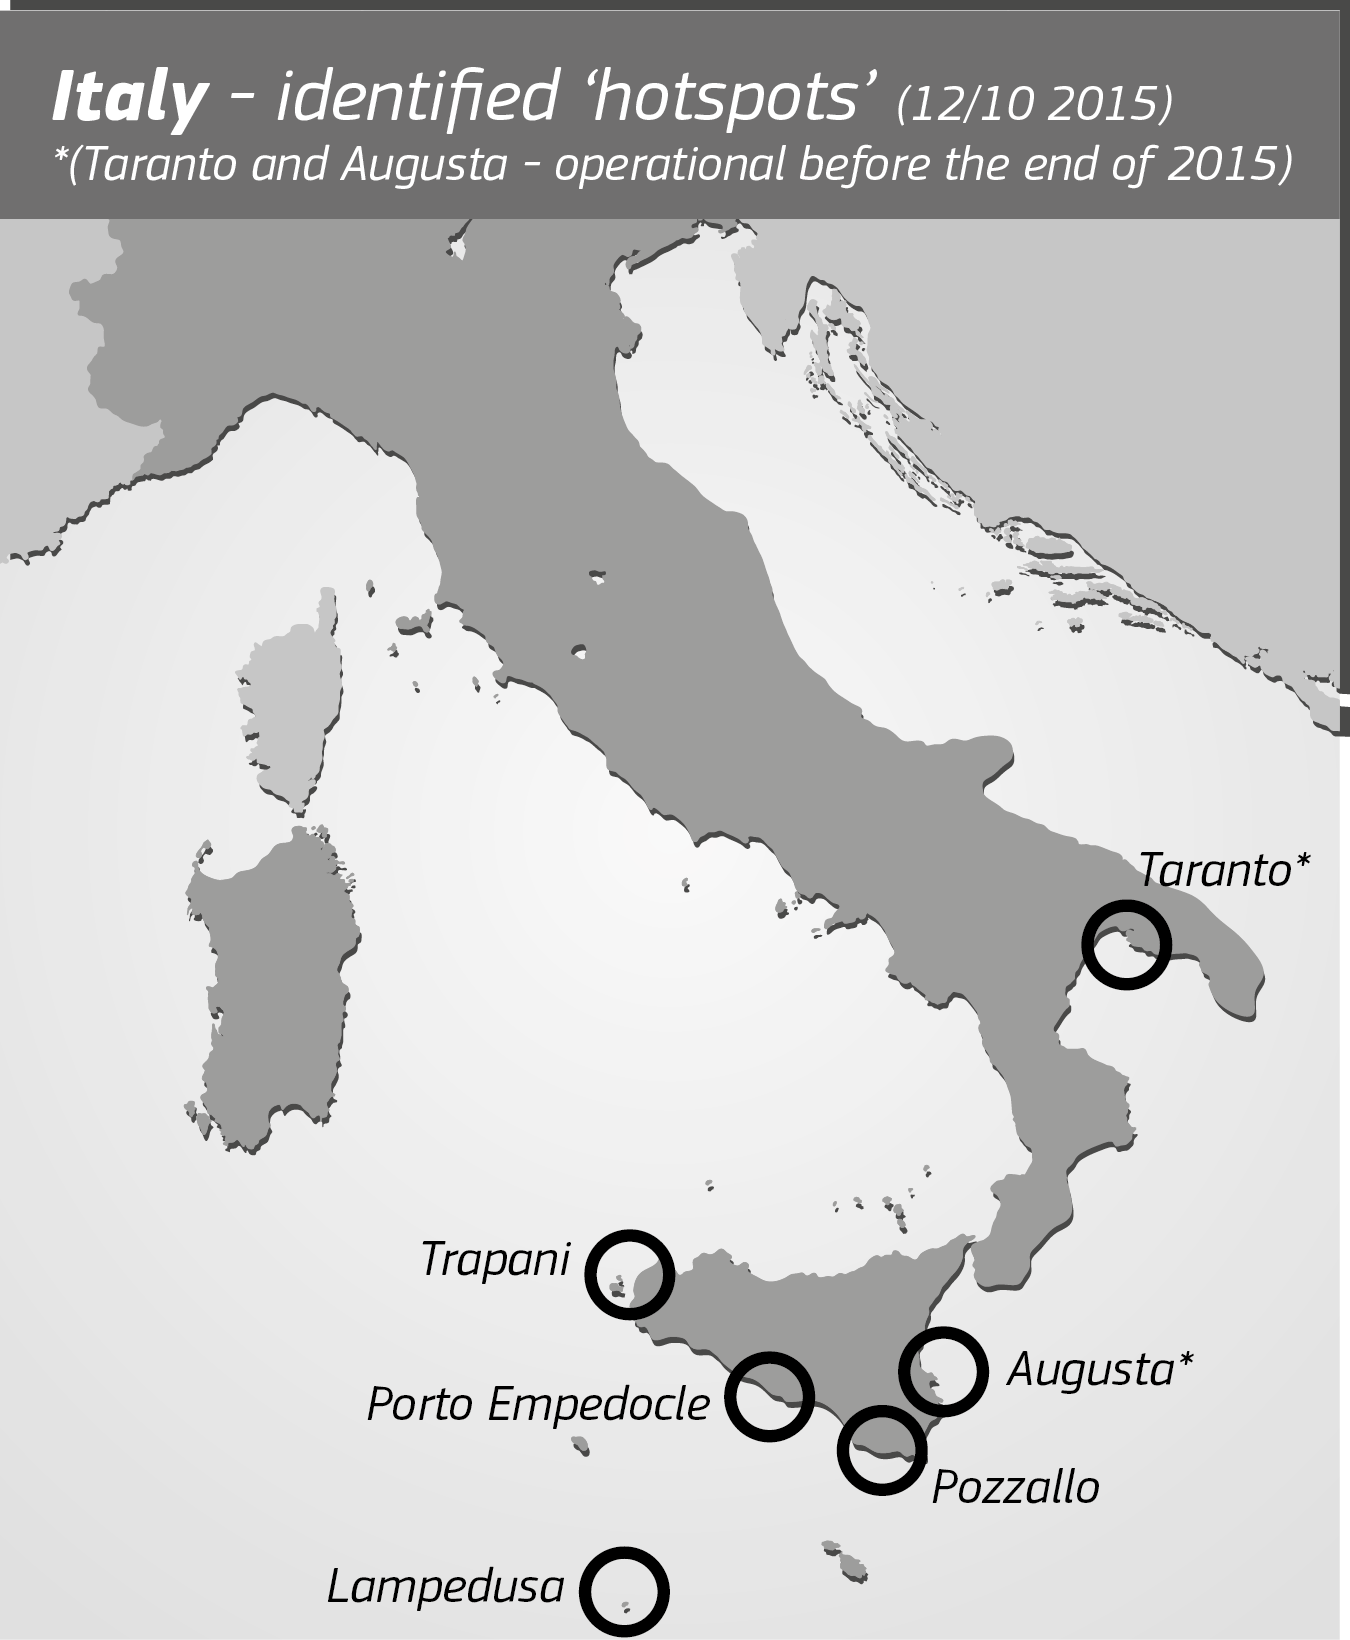 Italy - identified ‘hotspots’ (12/10 2015)
*(Taranto and Augusta - operational before the end of 2015)
Taranto*
Trapani
Augusta*
Porto Empedocle
Pozzallo
Lampedusa